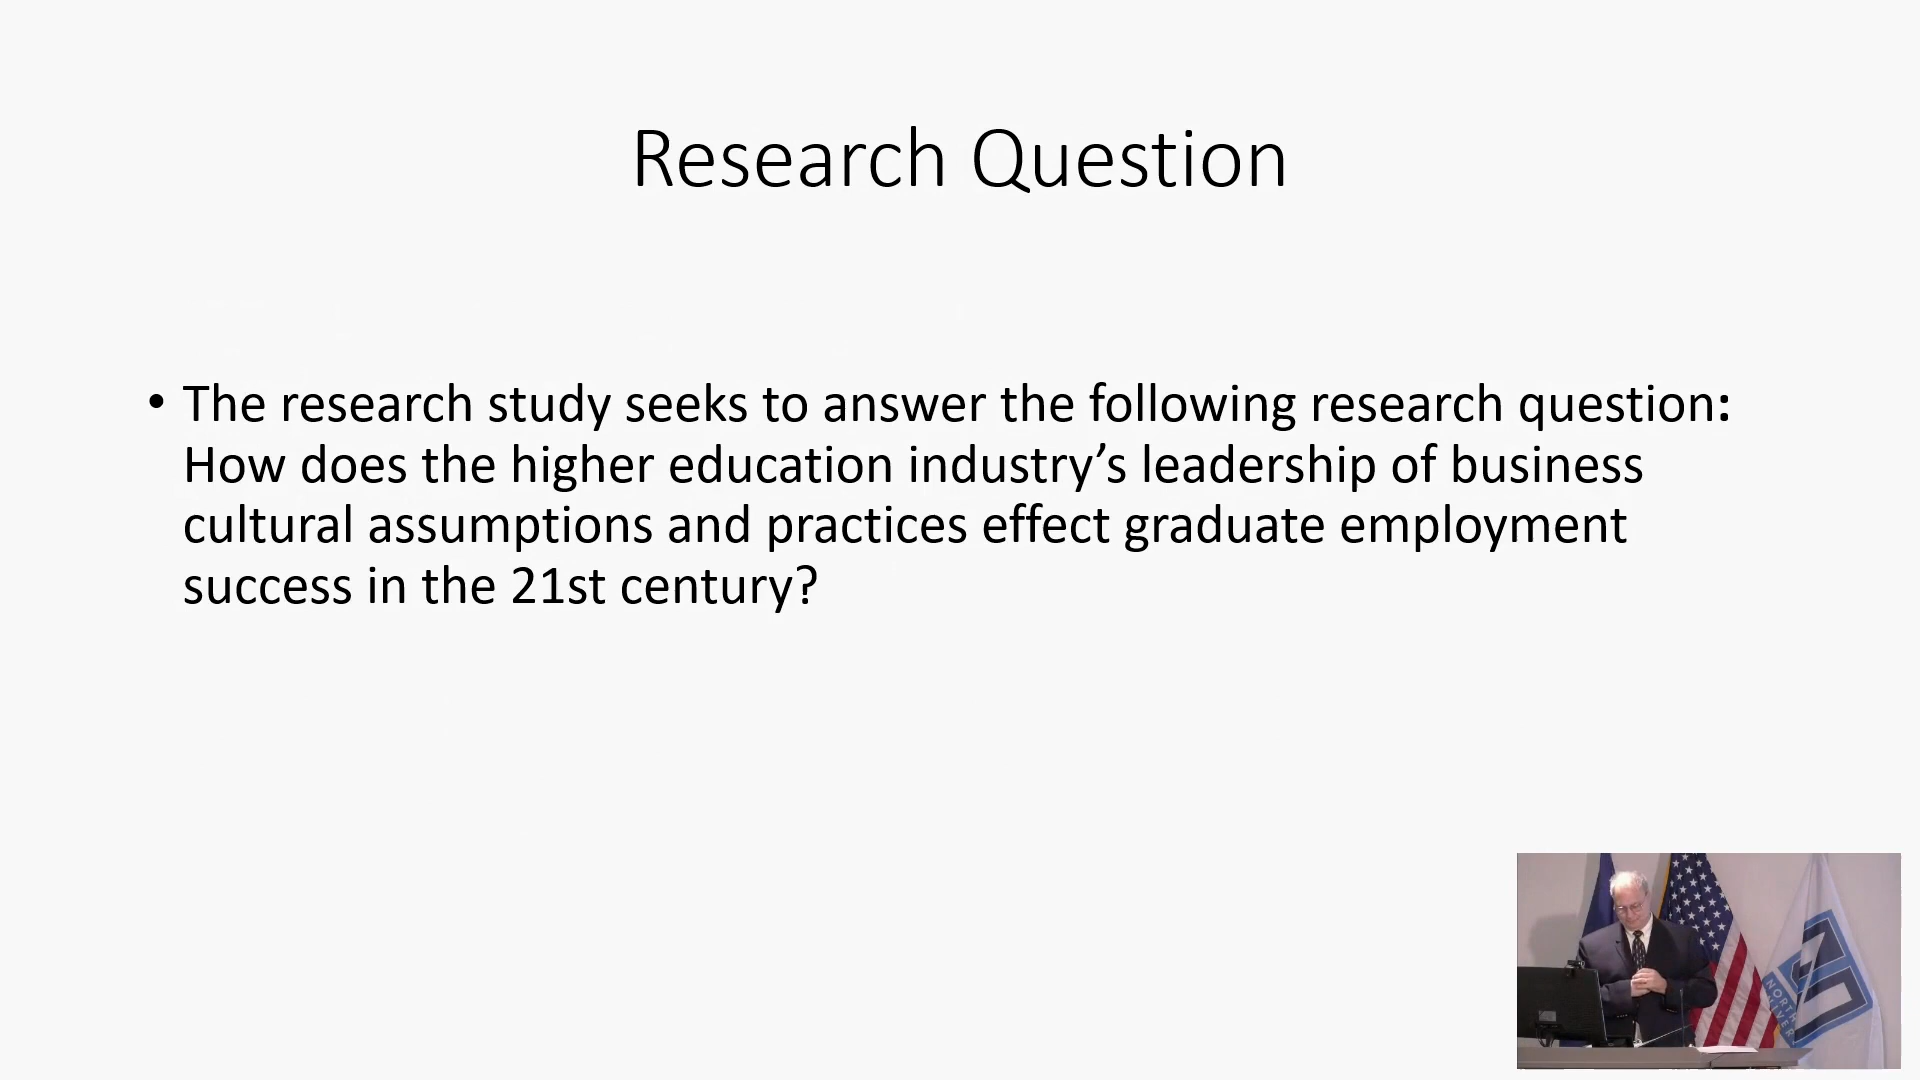 Research Question
• The research study seeks to answer the following research question:
How does the higher education industry’s leadership of business
cultural assumptions and practices effect graduate employment
success in the 21st century?